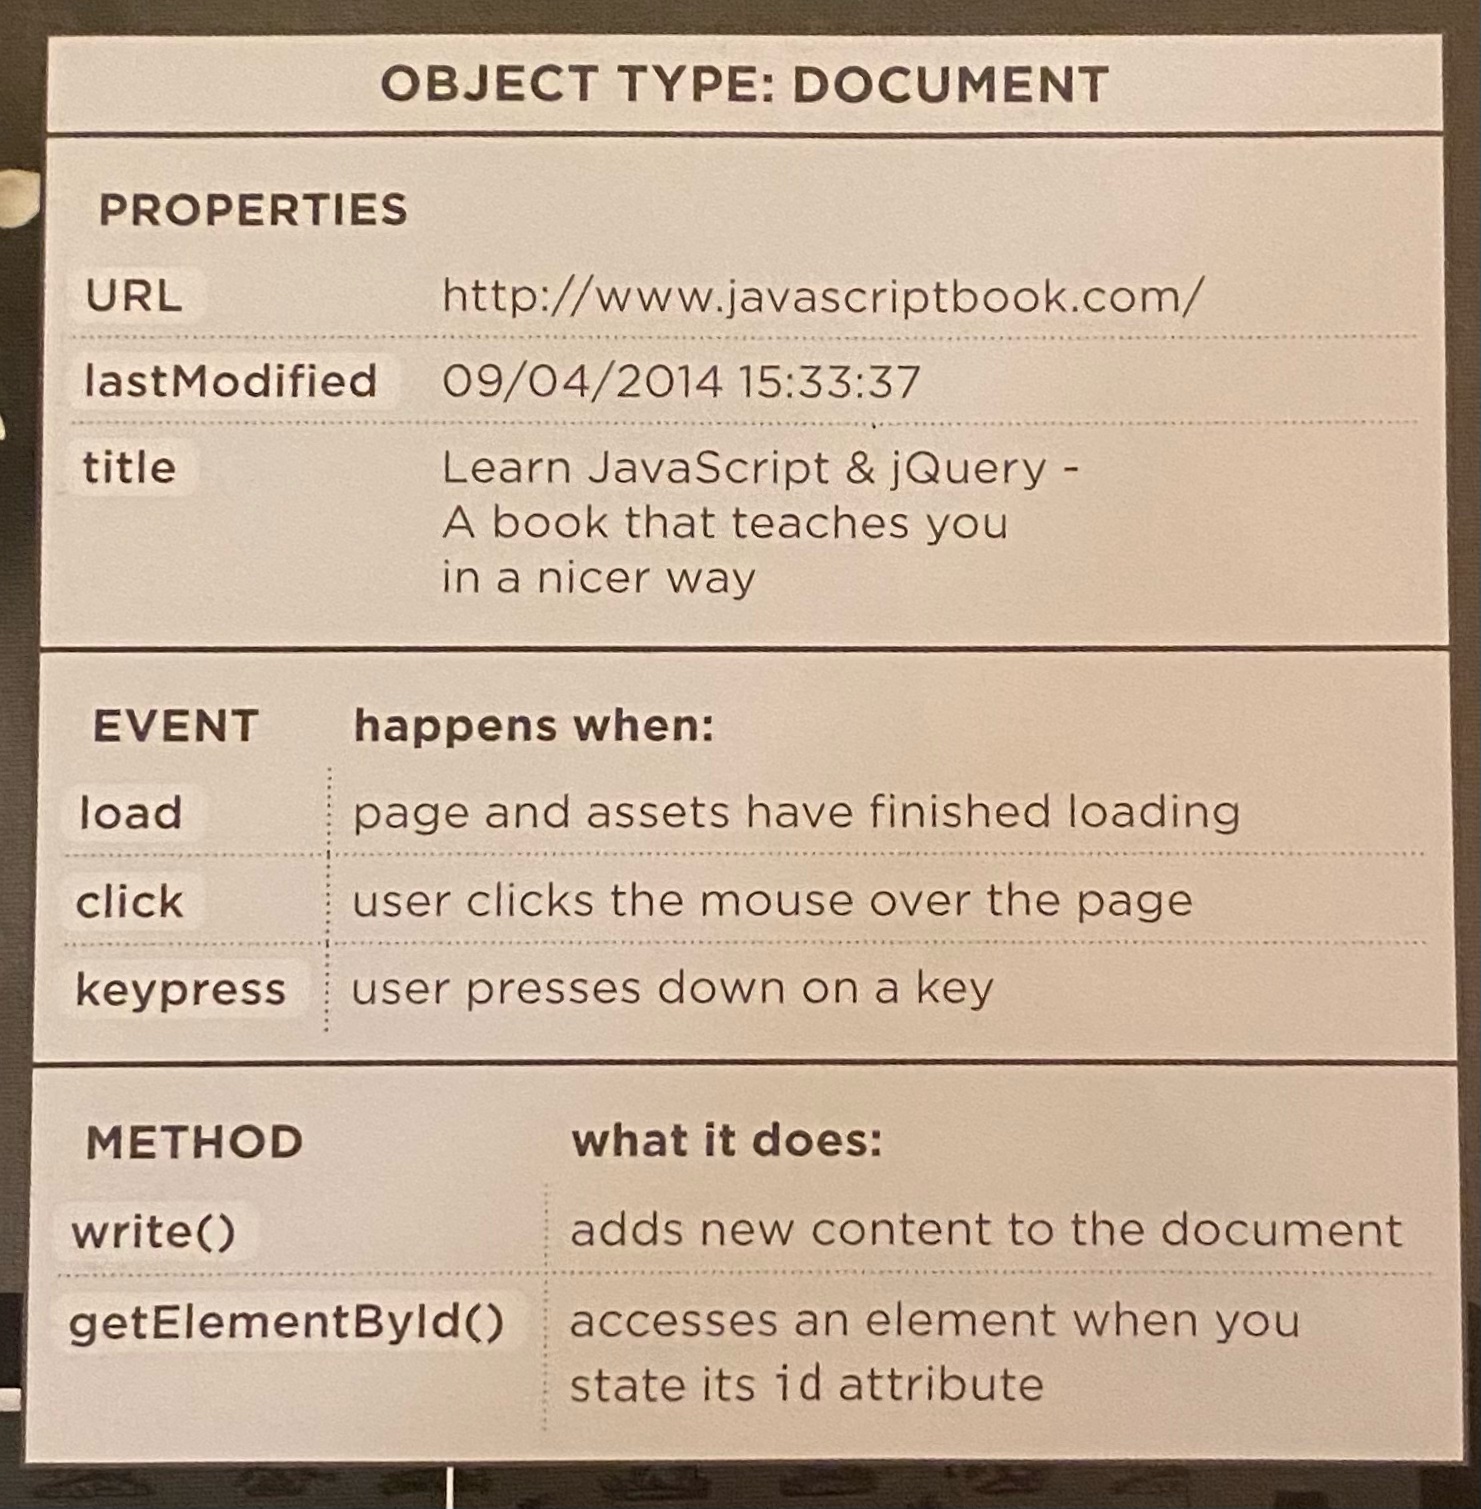 OBJECT TYPE: DOCUMENT
PROPERTIES
URL http://www.javascriptbook.com/
lastModified 09/04/2014 15:33:37
title Learn JavaScript & jQuery -
A book that teaches you
in a nicer way
EVENT happens when:
load page and assets have finished loading
click user clicks the mouse over the page
keypress user presses down on a key
METHOD what it does:
write() adds new content to the document
getElementById() accesses an element when you
state its id attribute